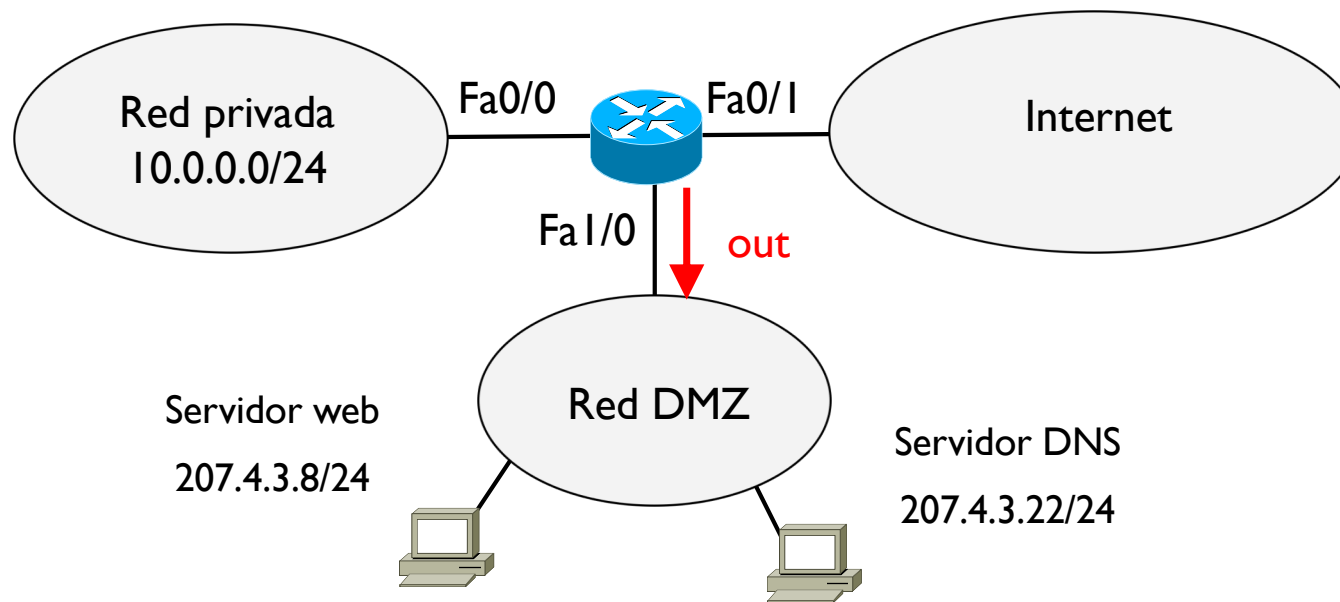 Red privada
10.0.0.0/24
Fa0/0
Fa0/1
Internet
Fa1/0
out
Red DMZ
Servidor web
207.4.3.8/24
Servidor DNS
207.4.3.22/24